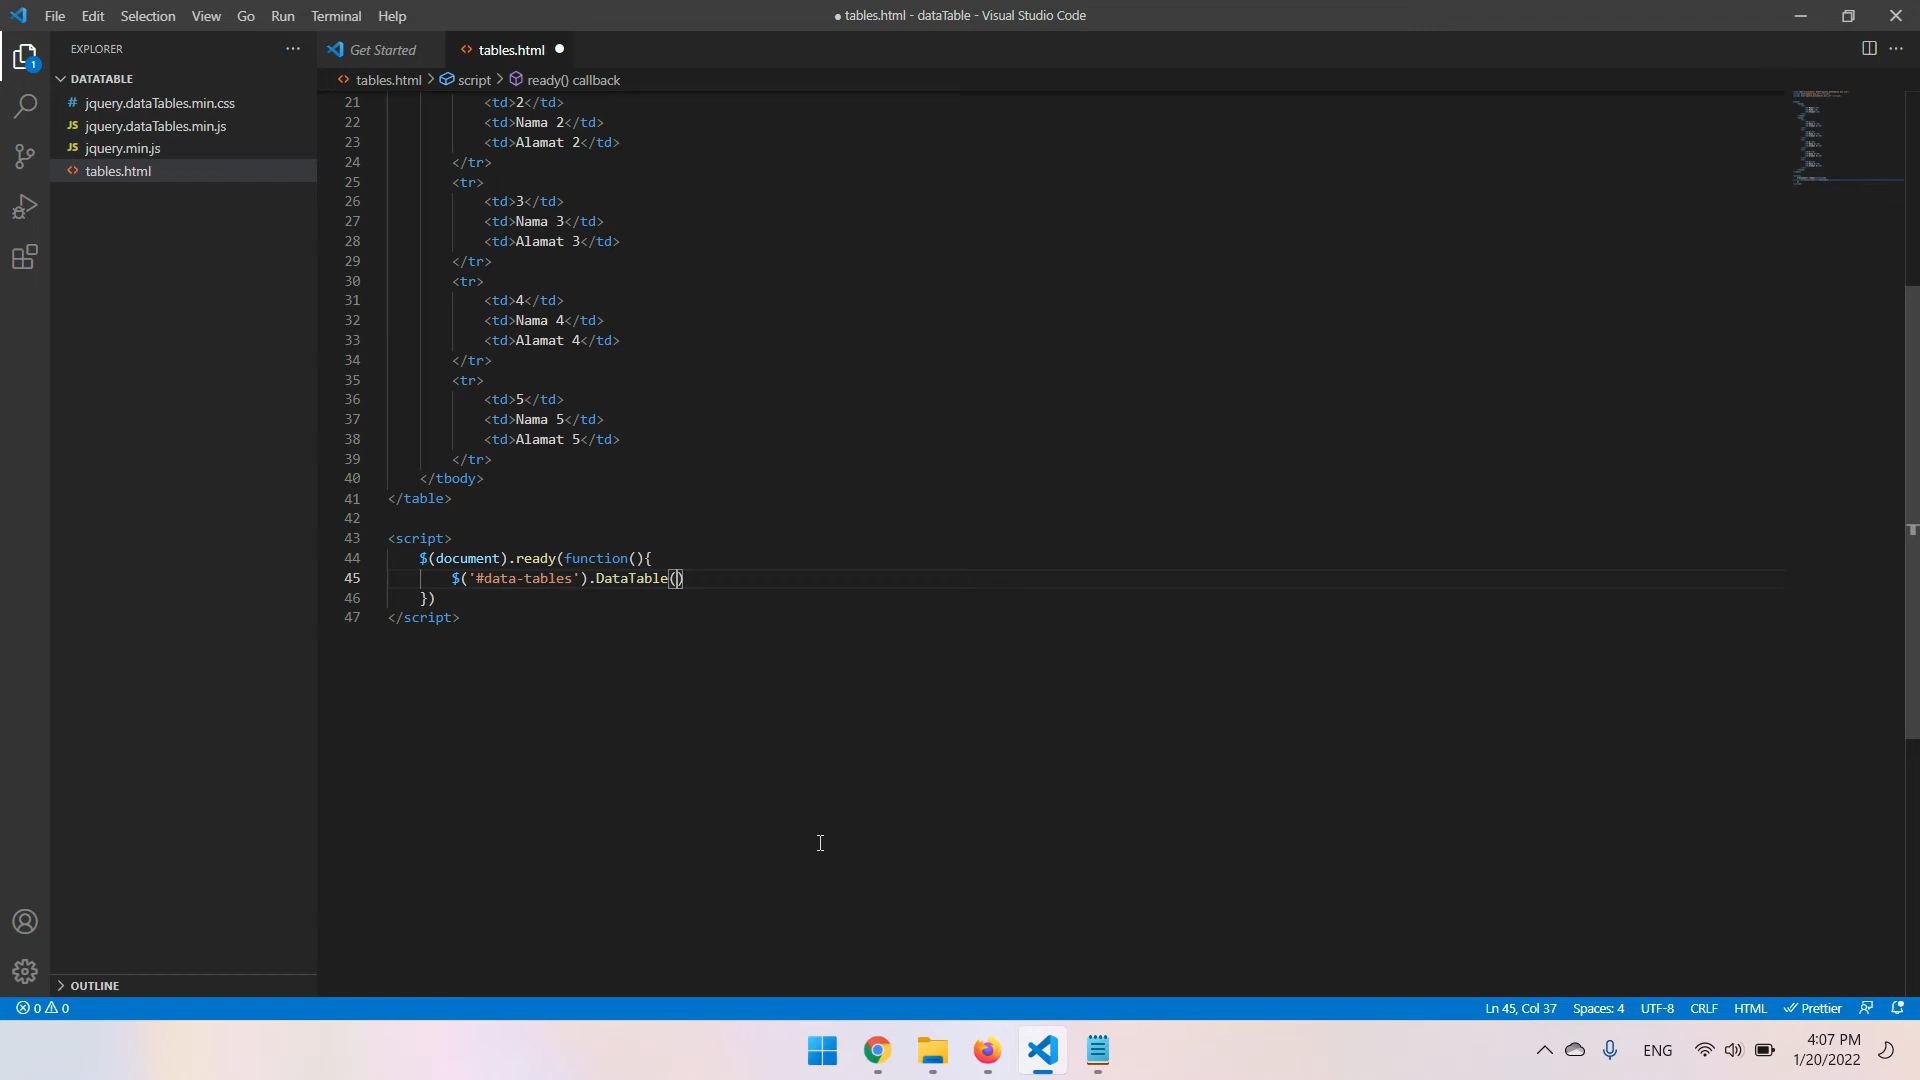 File Edit Selection View Go Run Terminal Help
● tables.html - dataTable - Visual Studio Code
EXPLORER
DATATABLE
# jquery.dataTables.min.css
JS jquery.dataTables.min.js
JS jquery.min.js
<> tables.html
OUTLINE
1
Get Started
<> tables.html ●
<> tables.html > script > ready() callback
21 <td>2</td>
22 <td>Nama 2</td>
23 <td>Alamat 2</td>
24 </tr>
25 <tr>
26 <td>3</td>
27 <td>Nama 3</td>
28 <td>Alamat 3</td>
29 </tr>
30 <tr>
31 <td>4</td>
32 <td>Nama 4</td>
33 <td>Alamat 4</td>
34 </tr>
35 <tr>
36 <td>5</td>
37 <td>Nama 5</td>
38 <td>Alamat 5</td>
39 </tr>
40 </tbody>
41 </table>
42
43 <script>
44 $(document).ready(function(){
45 $('#data-tables').DataTable()
46 })
47 </script>
0 0
Ln 45, Col 37 Spaces: 4 UTF-8 CRLF HTML Prettier
ENG
4:07 PM
1/20/2022